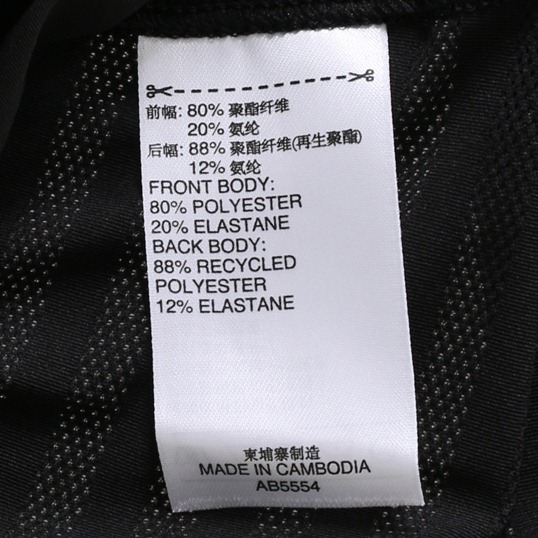 前幅: 80% 聚酯纤维
20% 氨纶
后幅: 88% 聚酯纤维(再生聚酯)
12% 氨纶
FRONT BODY:
80% POLYESTER
20% ELASTANE
BACK BODY:
88% RECYCLED
POLYESTER
12% ELASTANE
柬埔寨制造
MADE IN CAMBODIA
AB5554